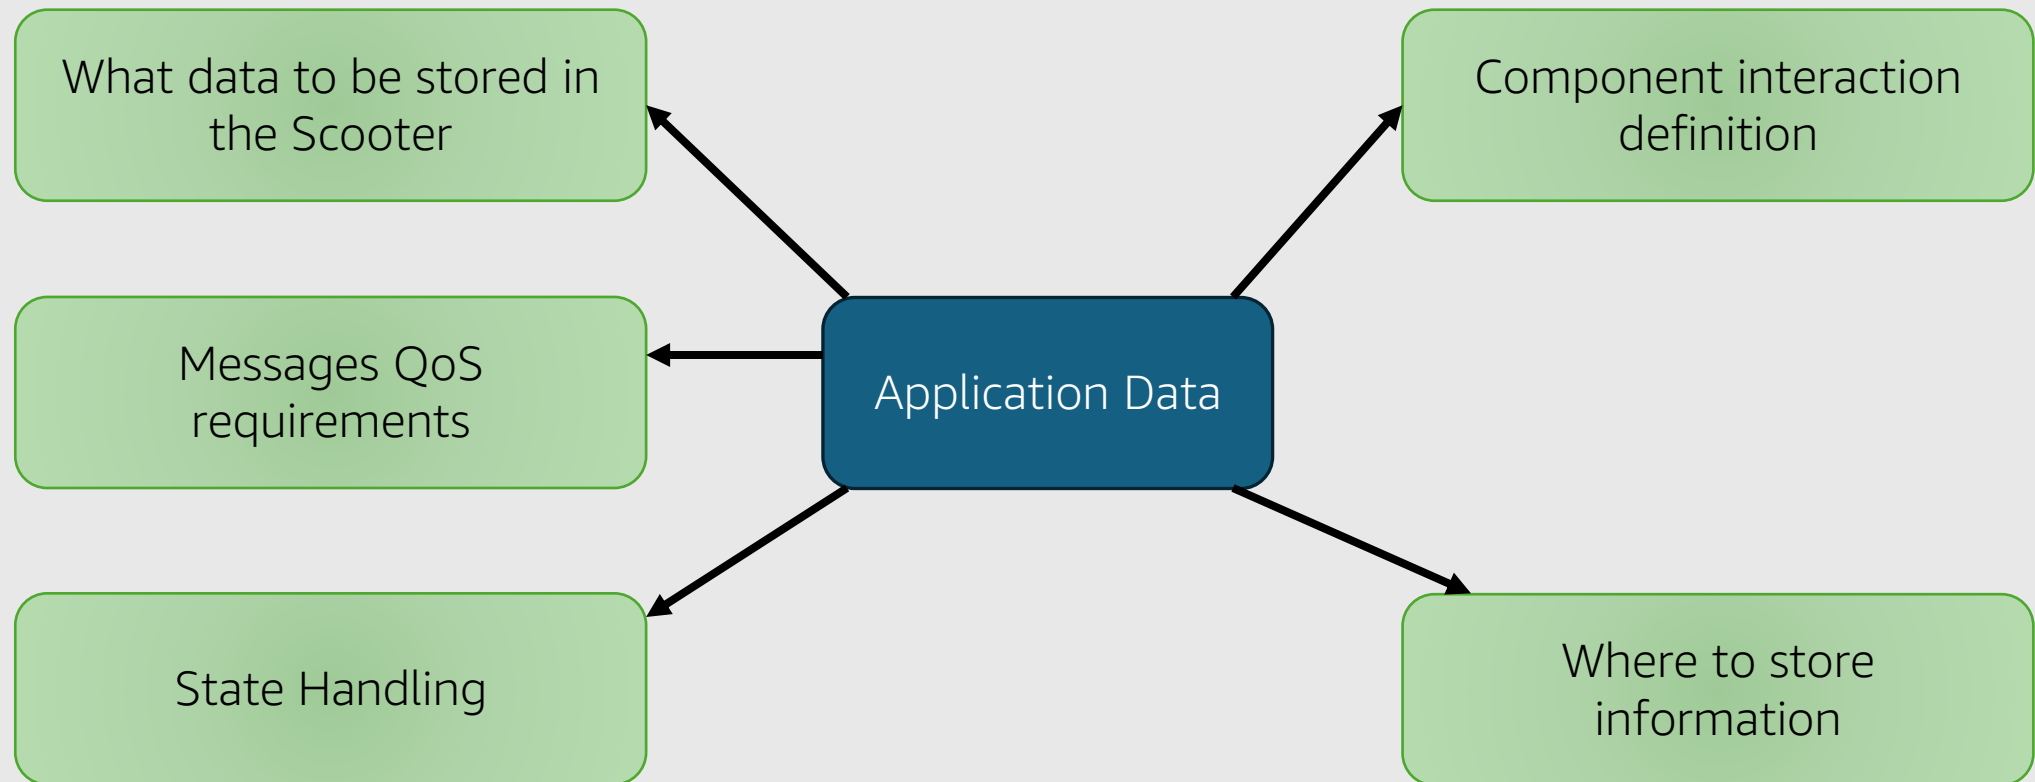 What data to be stored in
the Scooter
Component interaction
definition
Messages QoS
requirements
Application Data
State Handling
Where to store
information